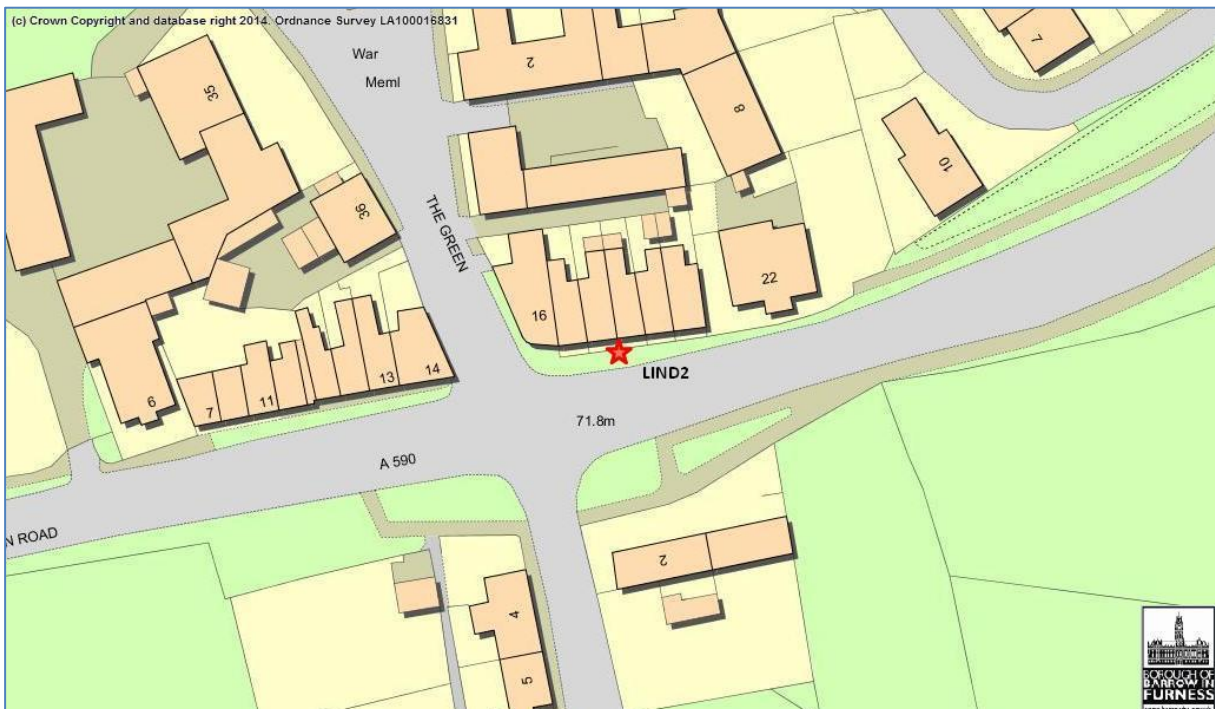 (c) Crown Copyright and database right 2014. Ordnance Survey LA100016831
War
Meml
2
7
35
8
10
36
THE GREEN
16
22
LIND2
6
7
11
13
14
71.8m
A 590
N ROAD
2
4
5
BOROUGH OF
BARROW IN
FURNESS